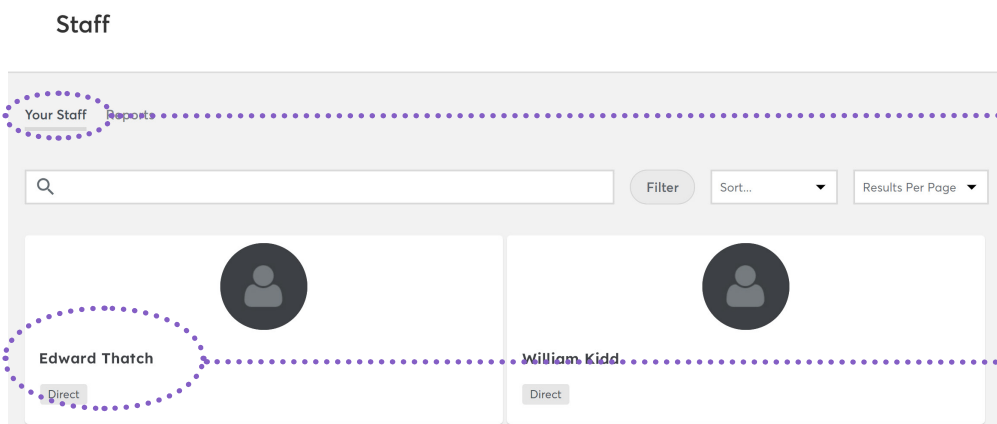 Staff
Your Staff Reports
Filter Sort... Results Per Page
Edward Thatch William Kidd
Direct Direct